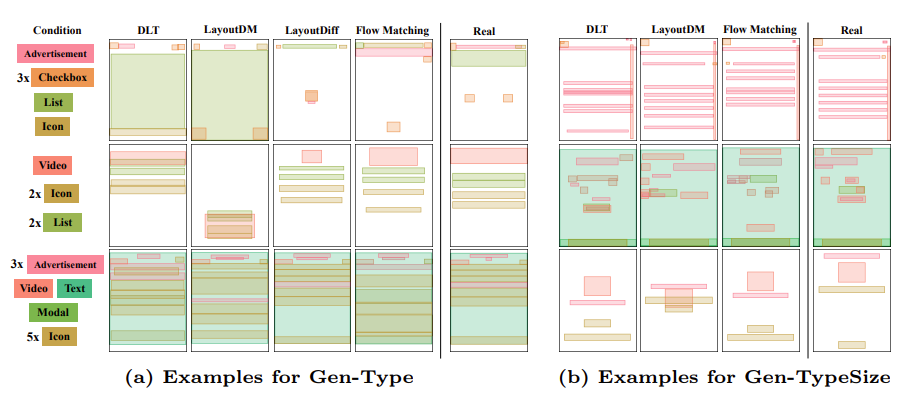 Condition DLT LayoutDM LayoutDiff Flow Matching Real
Advertisement
3x Checkbox
List
Icon
Video
2x Icon
2x List
3x Advertisement
Video Text
Modal
5x Icon
(a) Examples for Gen-Type
DLT LayoutDM Flow Matching Real
(b) Examples for Gen-TypeSize